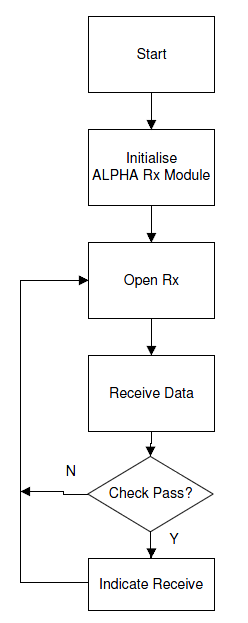 Start
Initialise
ALPHA Rx Module
Open Rx
Receive Data
N
Check Pass?
Y
Indicate Receive